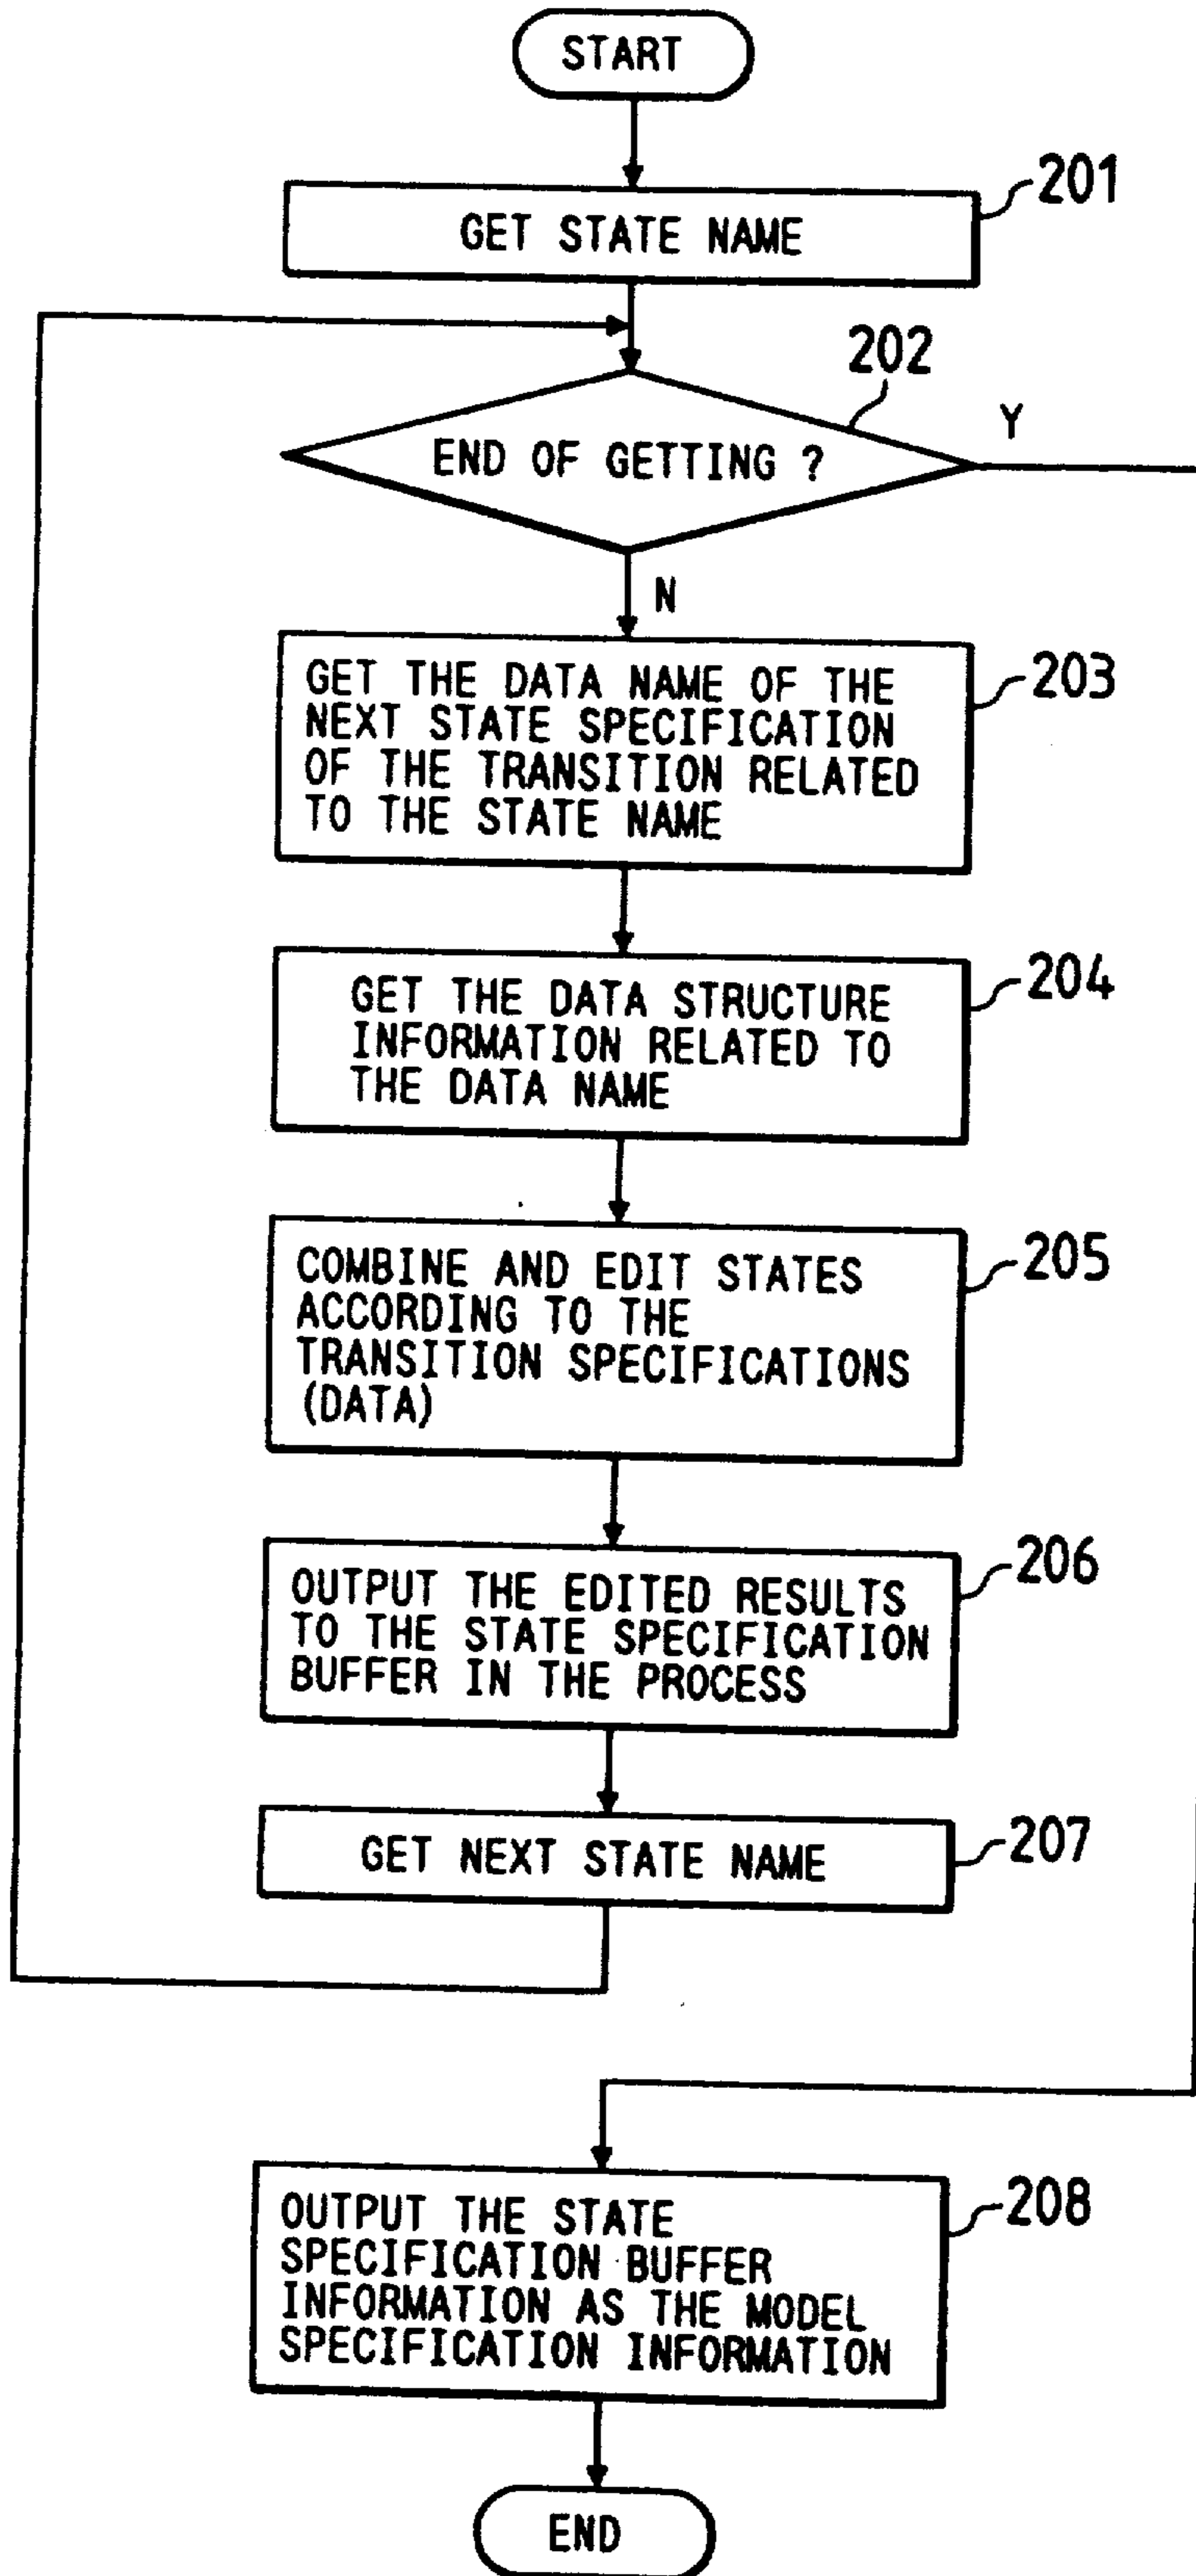 START
201
GET STATE NAME
202
END OF GETTING ?
Y
N
203
GET THE DATA NAME OF THE
NEXT STATE SPECIFICATION
OF THE TRANSITION RELATED
TO THE STATE NAME
204
GET THE DATA STRUCTURE
INFORMATION RELATED TO
THE DATA NAME
205
COMBINE AND EDIT STATES
ACCORDING TO THE
TRANSITION SPECIFICATIONS
(DATA)
206
OUTPUT THE EDITED RESULTS
TO THE STATE SPECIFICATION
BUFFER IN THE PROCESS
207
GET NEXT STATE NAME
208
OUTPUT THE STATE
SPECIFICATION BUFFER
INFORMATION AS THE MODEL
SPECIFICATION INFORMATION
END